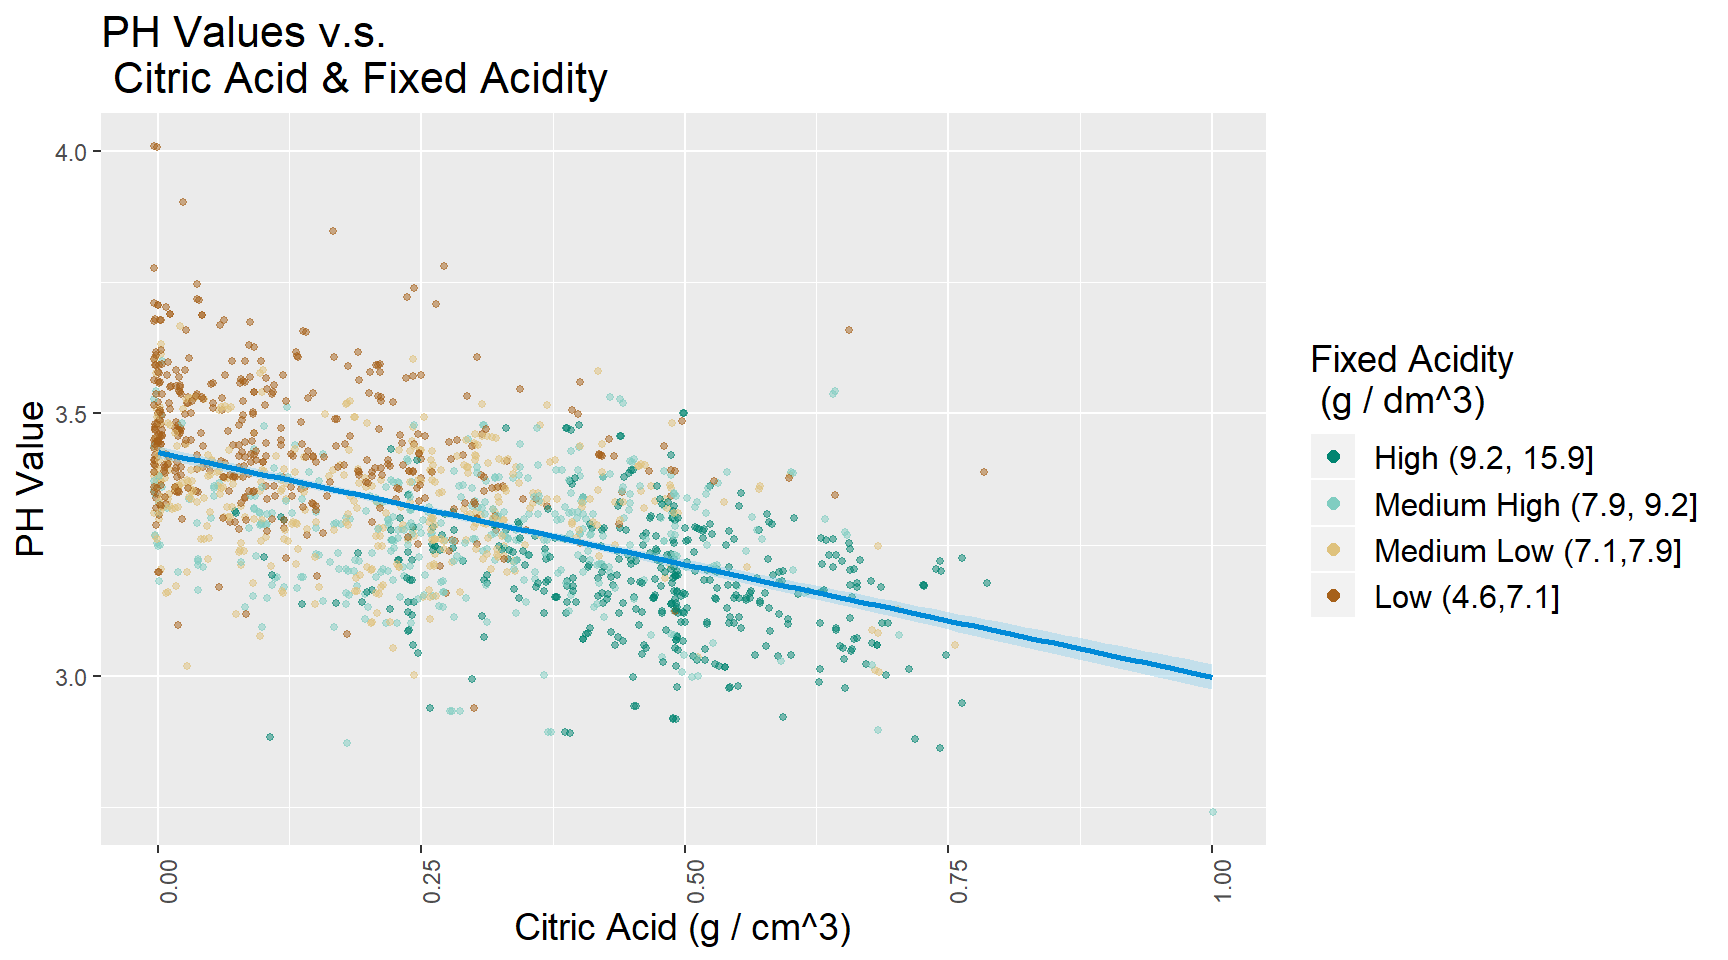 PH Values v.s.
Citric Acid & Fixed Acidity
4.0
3.5
3.0
PH Value
0.00
0.25
0.50
0.75
1.00
Citric Acid (g / cm^3)
Fixed Acidity
(g / dm^3)
High (9.2, 15.9]
Medium High (7.9, 9.2]
Medium Low (7.1,7.9]
Low (4.6,7.1]